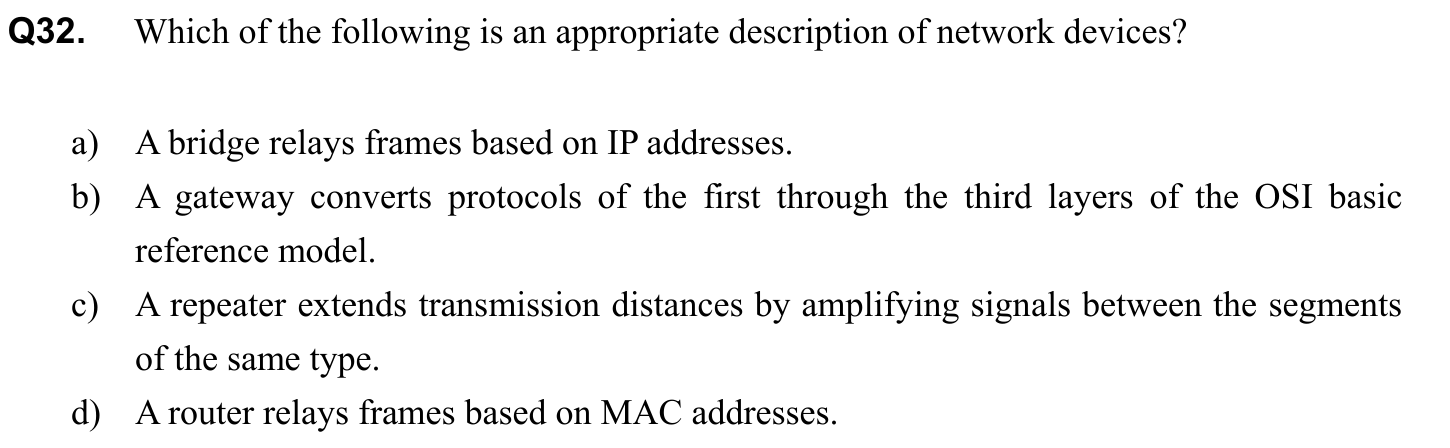 Q32. Which of the following is an appropriate description of network devices?
a) A bridge relays frames based on IP addresses.
b) A gateway converts protocols of the first through the third layers of the OSI basic
reference model.
c) A repeater extends transmission distances by amplifying signals between the segments
of the same type.
d) A router relays frames based on MAC addresses.